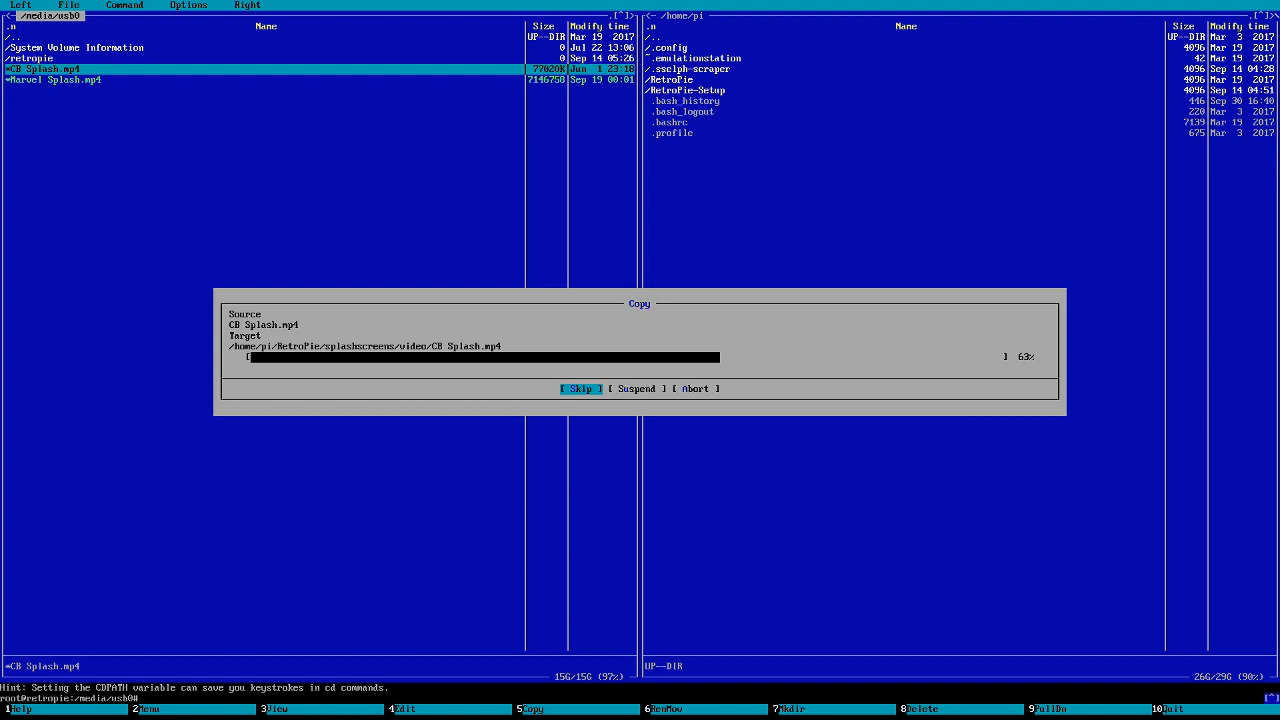 Left File Command Options Right
/media/usb0 .[^]
.n Name Size Modify time
/.. UP--DIR Mar 19 2017
/System Volume Information 0 Jul 22 13:06
/retropie 0 Sep 14 05:26
*CB Splash.mp4 77020K Jun 1 23:18
*Marvel Splash.mp4 7146758 Sep 19 00:01
*CB Splash.mp4
15G/15G (97%)
/home/pi .[^]
.n Name Size Modify time
/.. UP--DIR Mar 3 2017
/.config 4096 Mar 19 2017
~.emulationstation 42 Mar 19 2017
/.sselph-scraper 4096 Sep 14 04:28
/RetroPie 4096 Mar 19 2017
/RetroPie-Setup 4096 Sep 14 04:51
.bash_history 446 Sep 30 16:40
.bash_logout 220 Mar 3 2017
.bashrc 7139 Mar 19 2017
.profile 675 Mar 3 2017
UP--DIR
26G/29G (90%)
Copy
Source
CB Splash.mp4
Target
/home/pi/RetroPie/splashscreens/video/CB Splash.mp4
[ ] 63%
[ Skip ] [ Suspend ] [ Abort ]
Hint: Setting the CDPATH variable can save you keystrokes in cd commands.
root@retropie:/media/usb0# [^]
1Help 2Menu 3View 4Edit 5Copy 6RenMov 7Mkdir 8Delete 9PullDn 10Quit